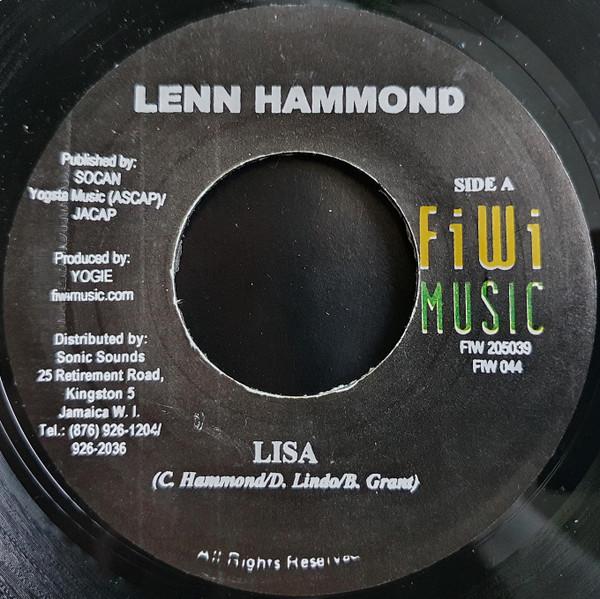 LENN HAMMOND
Published by:
SOCAN
Yogsta Music (ASCAP)/
JACAP
Produced by:
YOGIE
fiwimusic.com
Distributed by:
Sonic Sounds
25 Retirement Road,
Kingston 5
Jamaica W. I.
Tel.: (876) 926-1204/
926-2036
SIDE A
FiWi
MUSIC
FIW 205039
FIW 044
LISA
(C. Hammond/D. Lindo/B. Grant)
All Rights Reserved